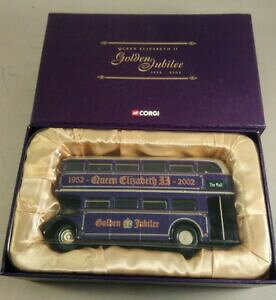 QUEEN ELIZABETH II
Golden Jubilee
1952 - 2002
CORGI
1952 - Queen Elizabeth II - 2002
The Mall
Golden Jubilee